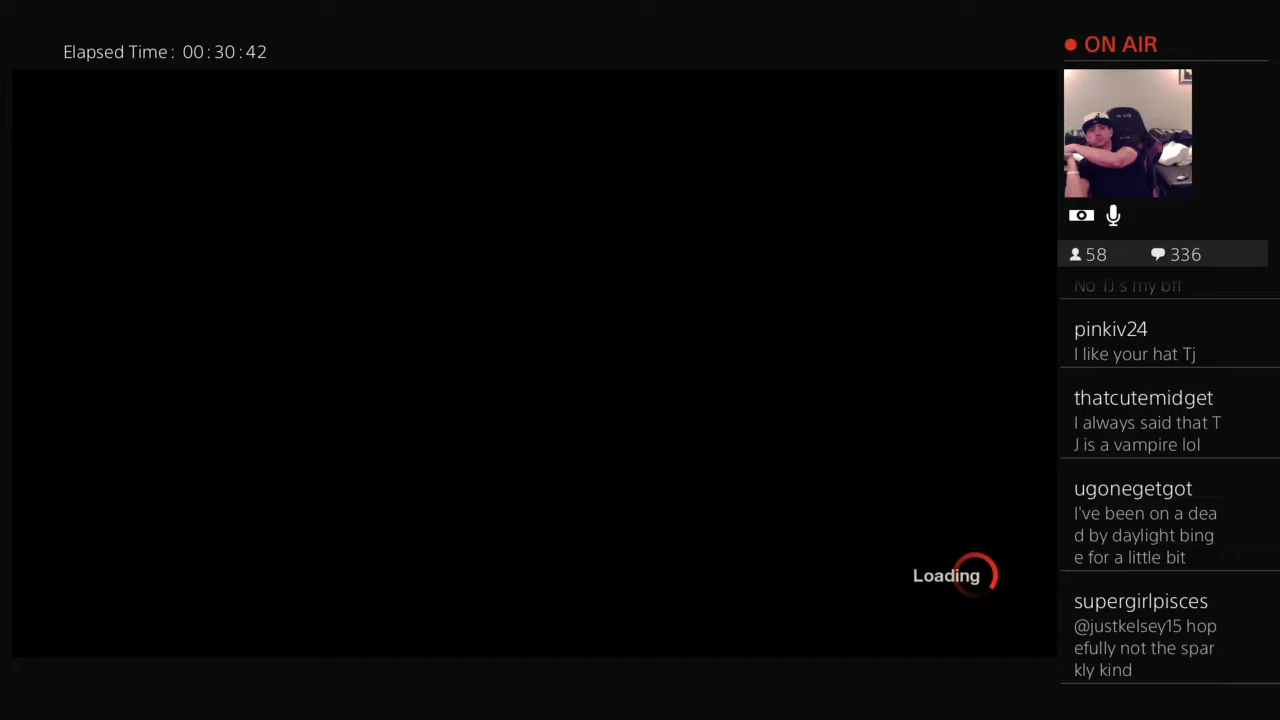 Elapsed Time: 00:30:42
ON AIR
58 336
No TJ's my bff
pinkiv24
I like your hat Tj
thatcutemidget
I always said that T
J is a vampire lol
ugonegetgot
I've been on a dea
d by daylight bing
e for a little bit
Loading
supergirlpisces
@justkelsey15 hop
efully not the spar
kly kind